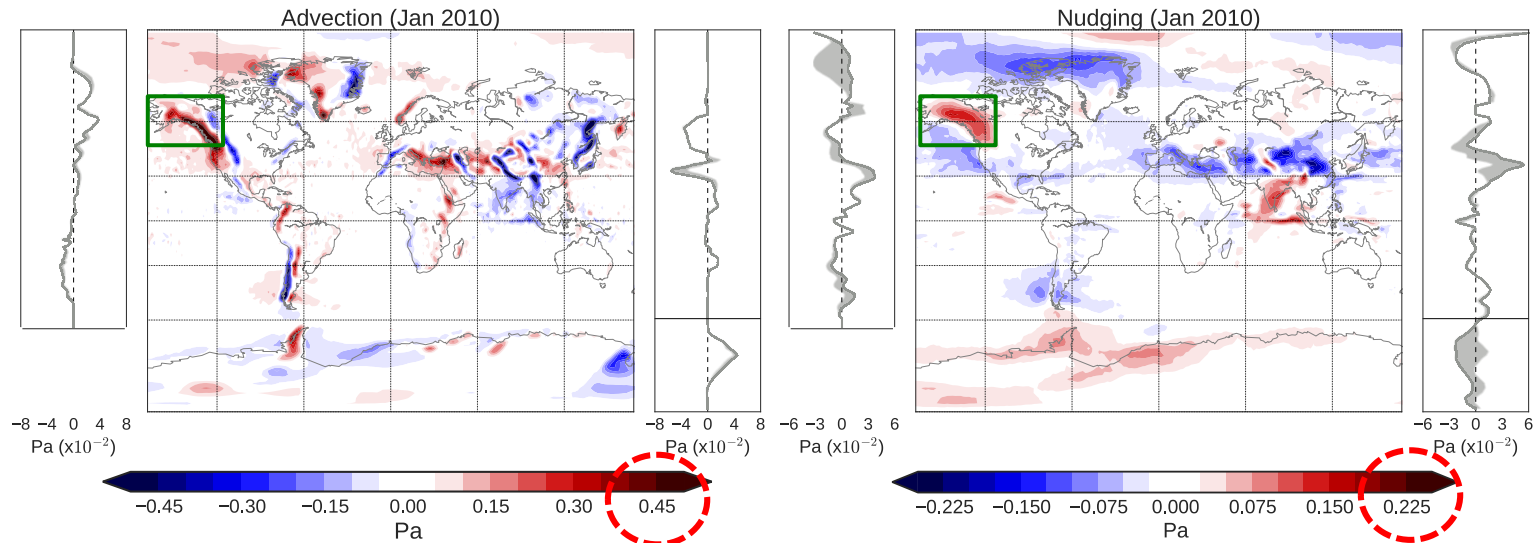 Advection (Jan 2010)
Nudging (Jan 2010)
−8 −4 0 4 8
Pa (x10⁻²)
−8 −4 0 4 8
Pa (x10⁻²)
−6 −3 0 3 6
Pa (x10⁻²)
−6 −3 0 3 6
Pa (x10⁻²)
−0.45 −0.30 −0.15 0.00 0.15 0.30 0.45
Pa
−0.225 −0.150 −0.075 0.000 0.075 0.150 0.225
Pa